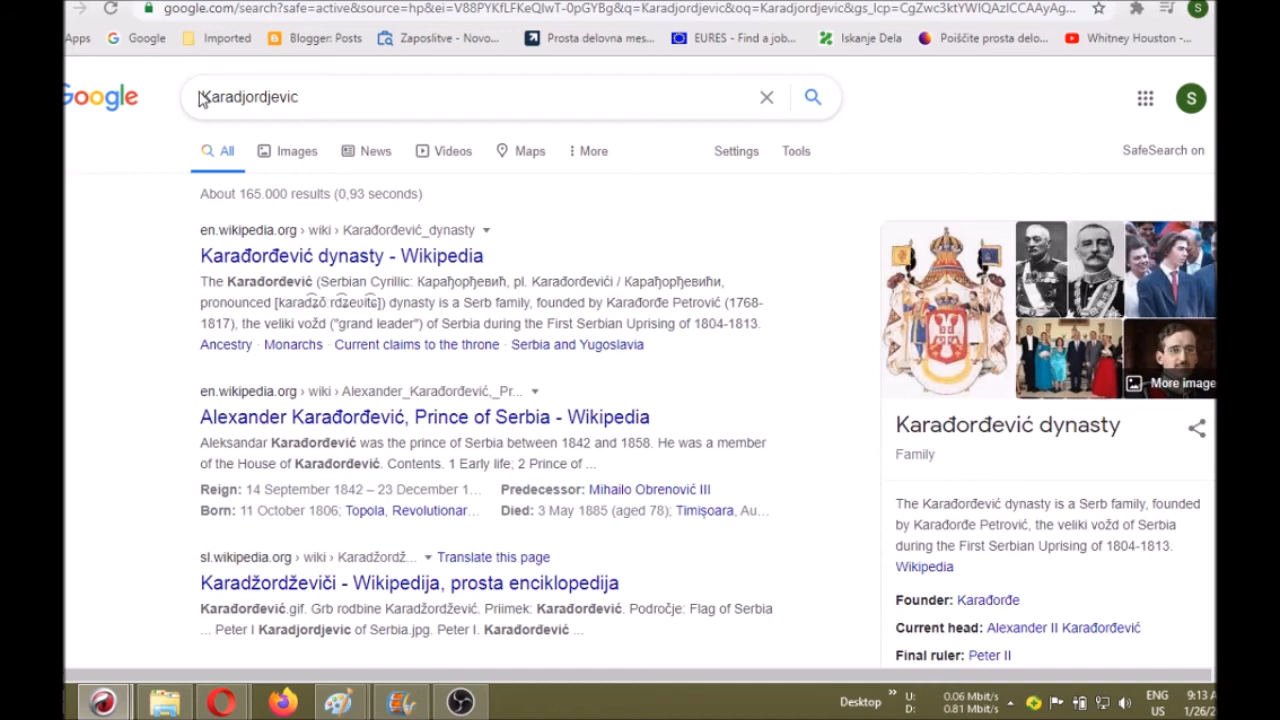 google.com/search?safe=active&source=hp&ei=V88PYKfLFKeQlwT-0pGYBg&q=Karadjordjevic&oq=Karadjordjevic&gs_lcp=CgZwc3ktYWIQAzICCAAyAg...
Apps Google Imported Blogger: Posts Zaposlitve - Novo... Prosta delovna mes... EURES - Find a job... Iskanje Dela Poiščite prosta delo... Whitney Houston -...
Google Karadjordjevic S
All Images News Videos Maps More Settings Tools SafeSearch on
About 165.000 results (0,93 seconds)
en.wikipedia.org › wiki › Karađorđević_dynasty
Karađorđević dynasty - Wikipedia
The Karađorđević (Serbian Cyrillic: Карађорђевић, pl. Karađorđevići / Карађорђевићи,
dynasty is a Serb family, founded by Karađorđe Petrović (1768-
1817), the veliki vožd ("grand leader") of Serbia during the First Serbian Uprising of 1804-1813.
Ancestry · Monarchs · Current claims to the throne · Serbia and Yugoslavia
en.wikipedia.org › wiki › Alexander_Karađorđević,_Pr...
Alexander Karađorđević, Prince of Serbia - Wikipedia
Aleksandar Karađorđević was the prince of Serbia between 1842 and 1858. He was a member
of the House of Karađorđević. Contents. 1 Early life; 2 Prince of ...
Reign: 14 September 1842 – 23 December 1... Predecessor: Mihailo Obrenović III
Born: 11 October 1806; Topola, Revolutionar... Died: 3 May 1885 (aged 78); Timișoara, Au...
sl.wikipedia.org › wiki › Karadžordž... Translate this page
Karadžordževići - Wikipedija, prosta enciklopedija
Karađorđević.gif. Grb rodbine Karadžordžević. Priimek: Karađorđević. Področje: Flag of Serbia
... Peter I Karadjordjevic of Serbia.jpg. Peter I. Karađorđević ...
More image
Karađorđević dynasty
Family
The Karađorđević dynasty is a Serb family, founded
by Karađorđe Petrović, the veliki vožd of Serbia
during the First Serbian Uprising of 1804-1813.
Wikipedia
Founder: Karađorđe
Current head: Alexander II Karađorđević
Final ruler: Peter II
Desktop » U: 0.06 Mbit/s ENG 9:13
D: 0.81 Mbit/s US 1/26/2